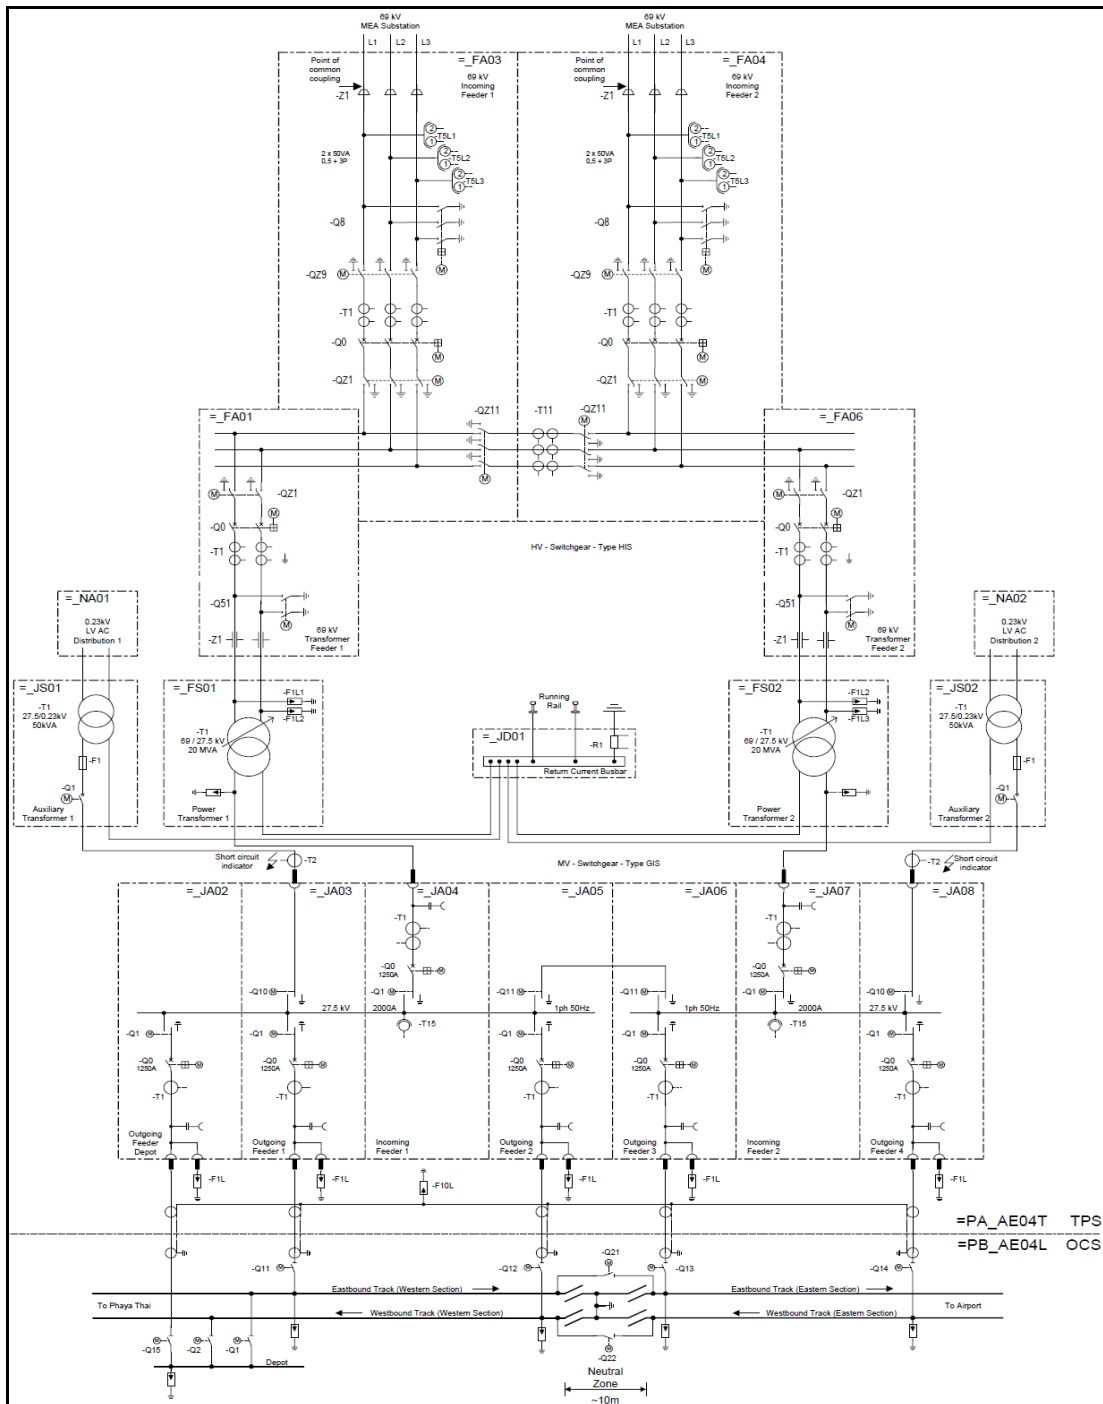 69 kV
MEA Substation
L1 L2 L3
69 kV
MEA Substation
L1 L2 L3
Point of
common
coupling
=_FA03
69 kV
Incoming
Feeder 1
-Z1
Point of
common
coupling
=_FA04
69 kV
Incoming
Feeder 2
-Z1
2 x 50VA
0,5 + 3P
2
1
-T5L1
2
1
-T5L2
2
1
-T5L3
2 x 50VA
0,5 + 3P
2
1
-T5L1
2
1
-T5L2
2
1
-T5L3
-Q8
M
-Q8
M
-QZ9 M
-QZ9 M
-T1
-T1
-Q0
M
-Q0
M
-QZ1 M
-QZ1 M
=_FA01
-QZ11
M
-T11
-QZ11
M
=_FA06
M -QZ1
M -QZ1
-Q0
M
-Q0
M
-T1
-T1
HV - Switchgear - Type HIS
-Q51
M
-Q51
M
-Z1
69 kV
Transformer
Feeder 1
-Z1
69 kV
Transformer
Feeder 2
=_NA01
0.23kV
LV AC
Distribution 1
=_NA02
0.23kV
LV AC
Distribution 2
=_JS01
-T1
27.5/0.23kV
50kVA
-F1
-Q1
M
Auxiliary
Transformer 1
=_FS01
-F1L1
-F1L2
-T1
69 / 27.5 kV
20 MVA
Power
Transformer 1
Running
Rail
=_JD01
-R1
Return Current Busbar
=_FS02
-F1L2
-F1L3
-T1
69 / 27.5 kV
20 MVA
Power
Transformer 2
=_JS02
-T1
27.5/0.23kV
50kVA
-F1
-Q1
M
Auxiliary
Transformer 2
Short circuit
indicator
-T2
MV - Switchgear - Type GIS
-T2
Short circuit
indicator
=_JA02
=_JA03
=_JA04
=_JA05
=_JA06
=_JA07
=_JA08
-T1
-T1
-Q0
1250A
M
-Q0
1250A
M
-Q10 M
-Q1 M
-Q11 M
-Q11 M
-Q1 M
-Q10 M
27.5 kV
2000A
1ph 50Hz
1ph 50Hz
2000A
27.5 kV
-T15
-T15
-Q1 M
-Q1 M
-Q1 M
-Q1 M
-Q1 M
-Q0
1250A
M
-Q0
1250A
M
-Q0
1250A
M
-Q0
1250A
M
-Q0
1250A
M
-T1
-T1
-T1
-T1
-T1
Outgoing
Feeder
Depot
Outgoing
Feeder 1
Incoming
Feeder 1
Outgoing
Feeder 2
Outgoing
Feeder 3
Incoming
Feeder 2
Outgoing
Feeder 4
-F1L
-F1L
-F10L
-F1L
-F1L
-F1L
=PA_AE04T TPS
=PB_AE04L OCS
-Q11 M
-Q12 M
-Q21
M
-Q13
M
-Q14 M
Eastbound Track (Western Section)
Eastbound Track (Eastern Section)
To Phaya Thai
Westbound Track (Western Section)
Westbound Track (Eastern Section)
To Airport
M
-Q15
M
-Q2
M
-Q1
M
-Q22
Depot
Neutral
Zone
~10m